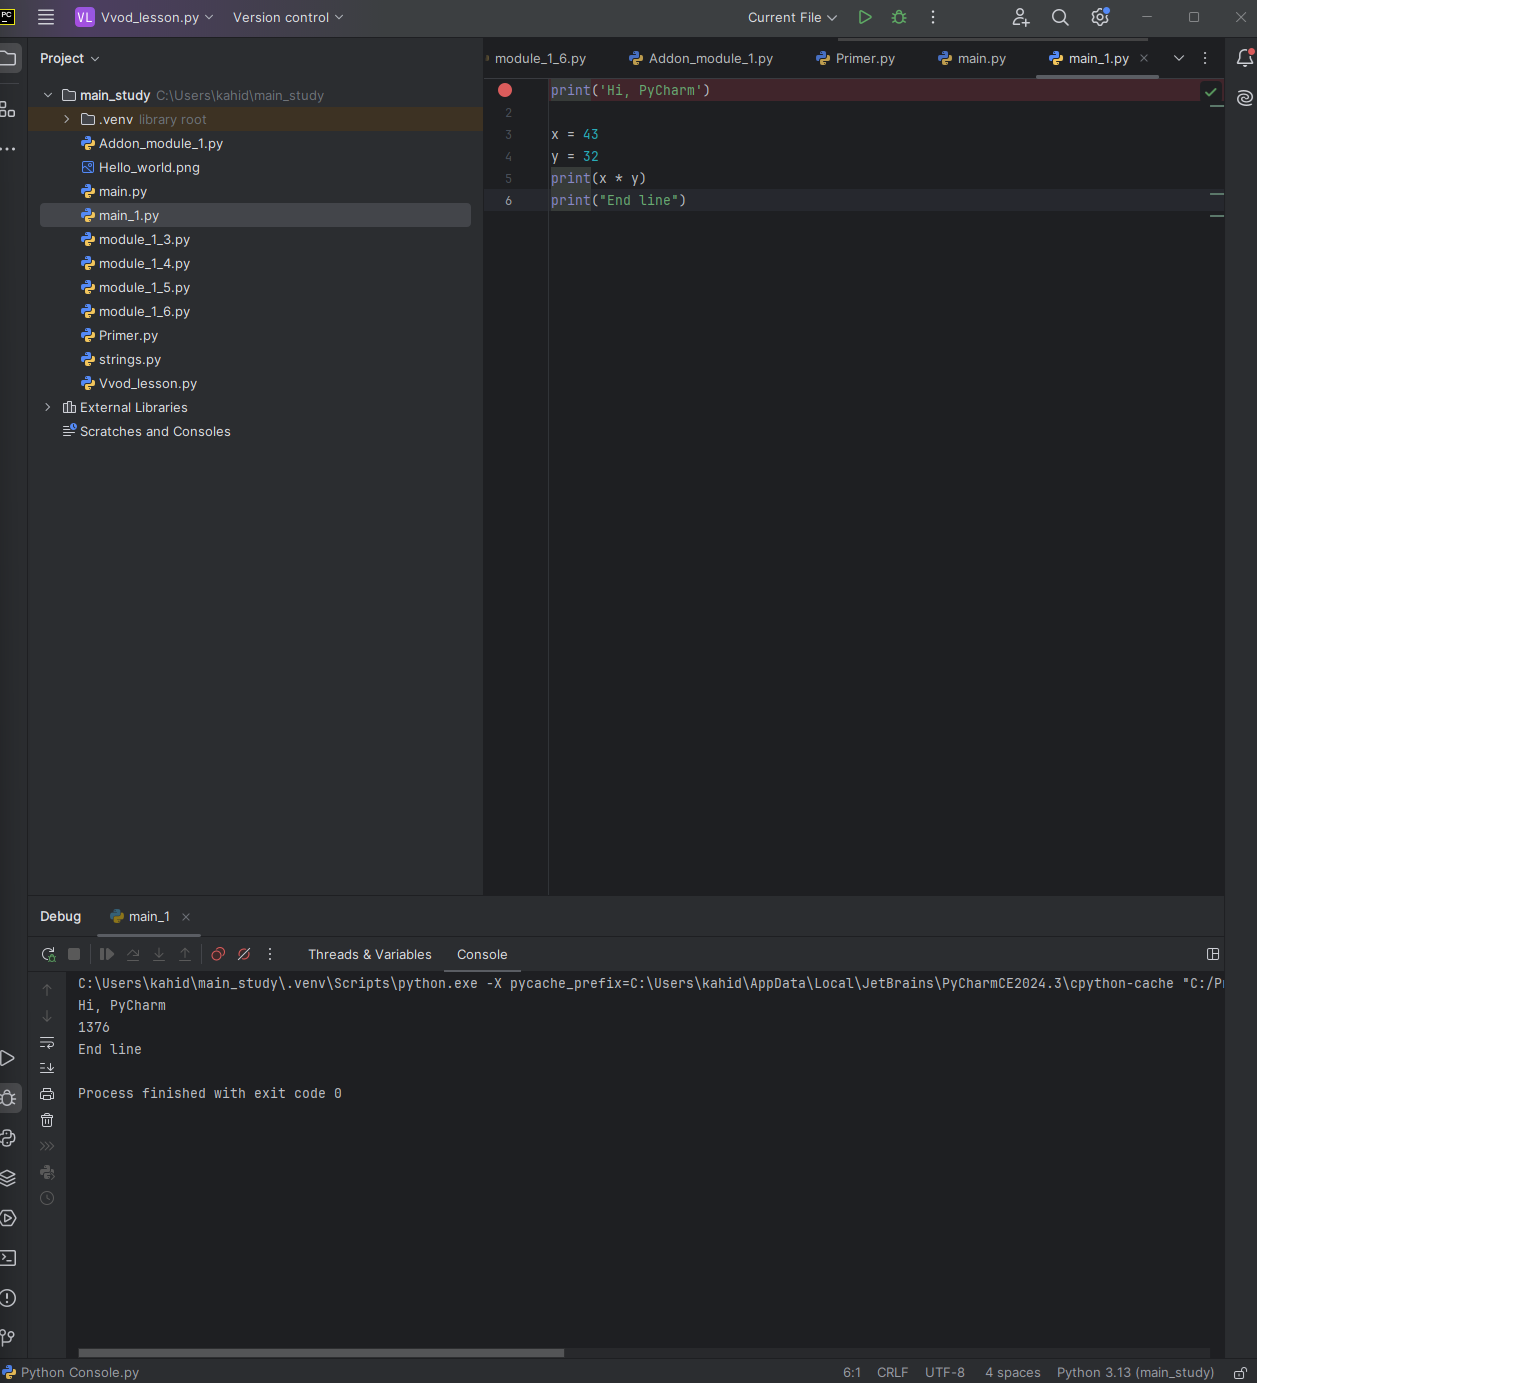 PC
VL Vvod_lesson.py Version control Current File
Project
module_1_6.py Addon_module_1.py Primer.py main.py main_1.py
main_study C:\Users\kahid\main_study
.venv library root
Addon_module_1.py
Hello_world.png
main.py
main_1.py
module_1_3.py
module_1_4.py
module_1_5.py
module_1_6.py
Primer.py
strings.py
Vvod_lesson.py
External Libraries
Scratches and Consoles
print('Hi, PyCharm')
2
3 x = 43
4 y = 32
5 print(x * y)
6 print("End line")
Debug main_1
Threads & Variables Console
C:\Users\kahid\main_study\.venv\Scripts\python.exe -X pycache_prefix=C:\Users\kahid\AppData\Local\JetBrains\PyCharmCE2024.3\cpython-cache "C:/Pr
Hi, PyCharm
1376
End line
Process finished with exit code 0
Python Console.py 6:1 CRLF UTF-8 4 spaces Python 3.13 (main_study)